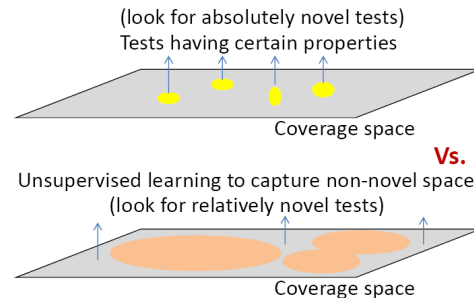 (look for absolutely novel tests)
Tests having certain properties
Coverage space
Vs.
Unsupervised learning to capture non-novel space
(look for relatively novel tests)
Coverage space